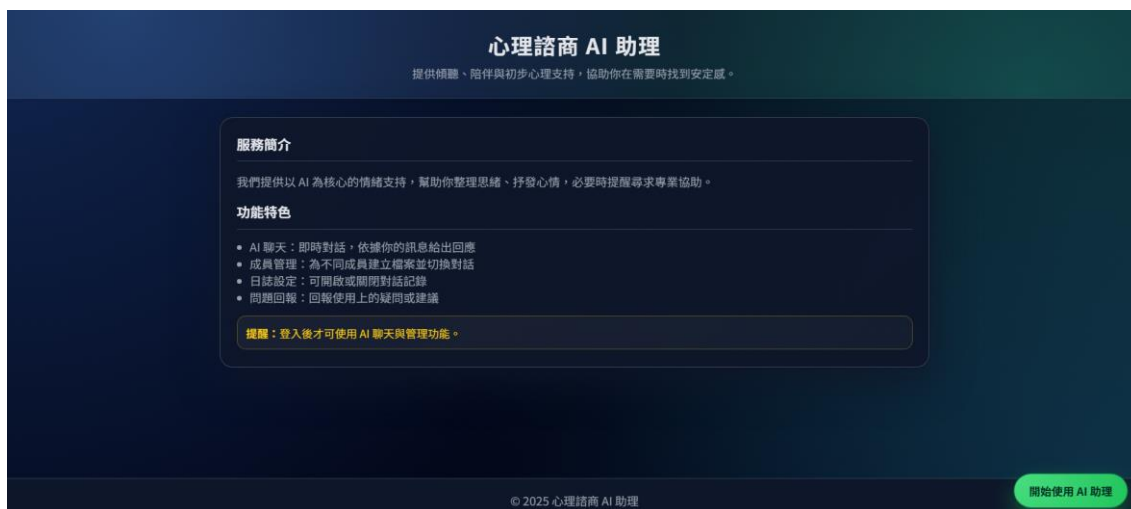 心理諮商 AI 助理
提供傾聽、陪伴與初步心理支持，協助你在需要時找到安定感。
服務簡介
我們提供以 AI 為核心的情緒支持，幫助你整理思緒、抒發心情，必要時提醒尋求專業協助。
功能特色
• AI 聊天：即時對話，依據你的訊息給出回應
• 成員管理：為不同成員建立檔案並切換對話
• 日誌設定：可開啟或關閉對話記錄
• 問題回報：回報使用上的疑問或建議
提醒：登入後才可使用 AI 聊天與管理功能。
© 2025 心理諮商 AI 助理
開始使用 AI 助理